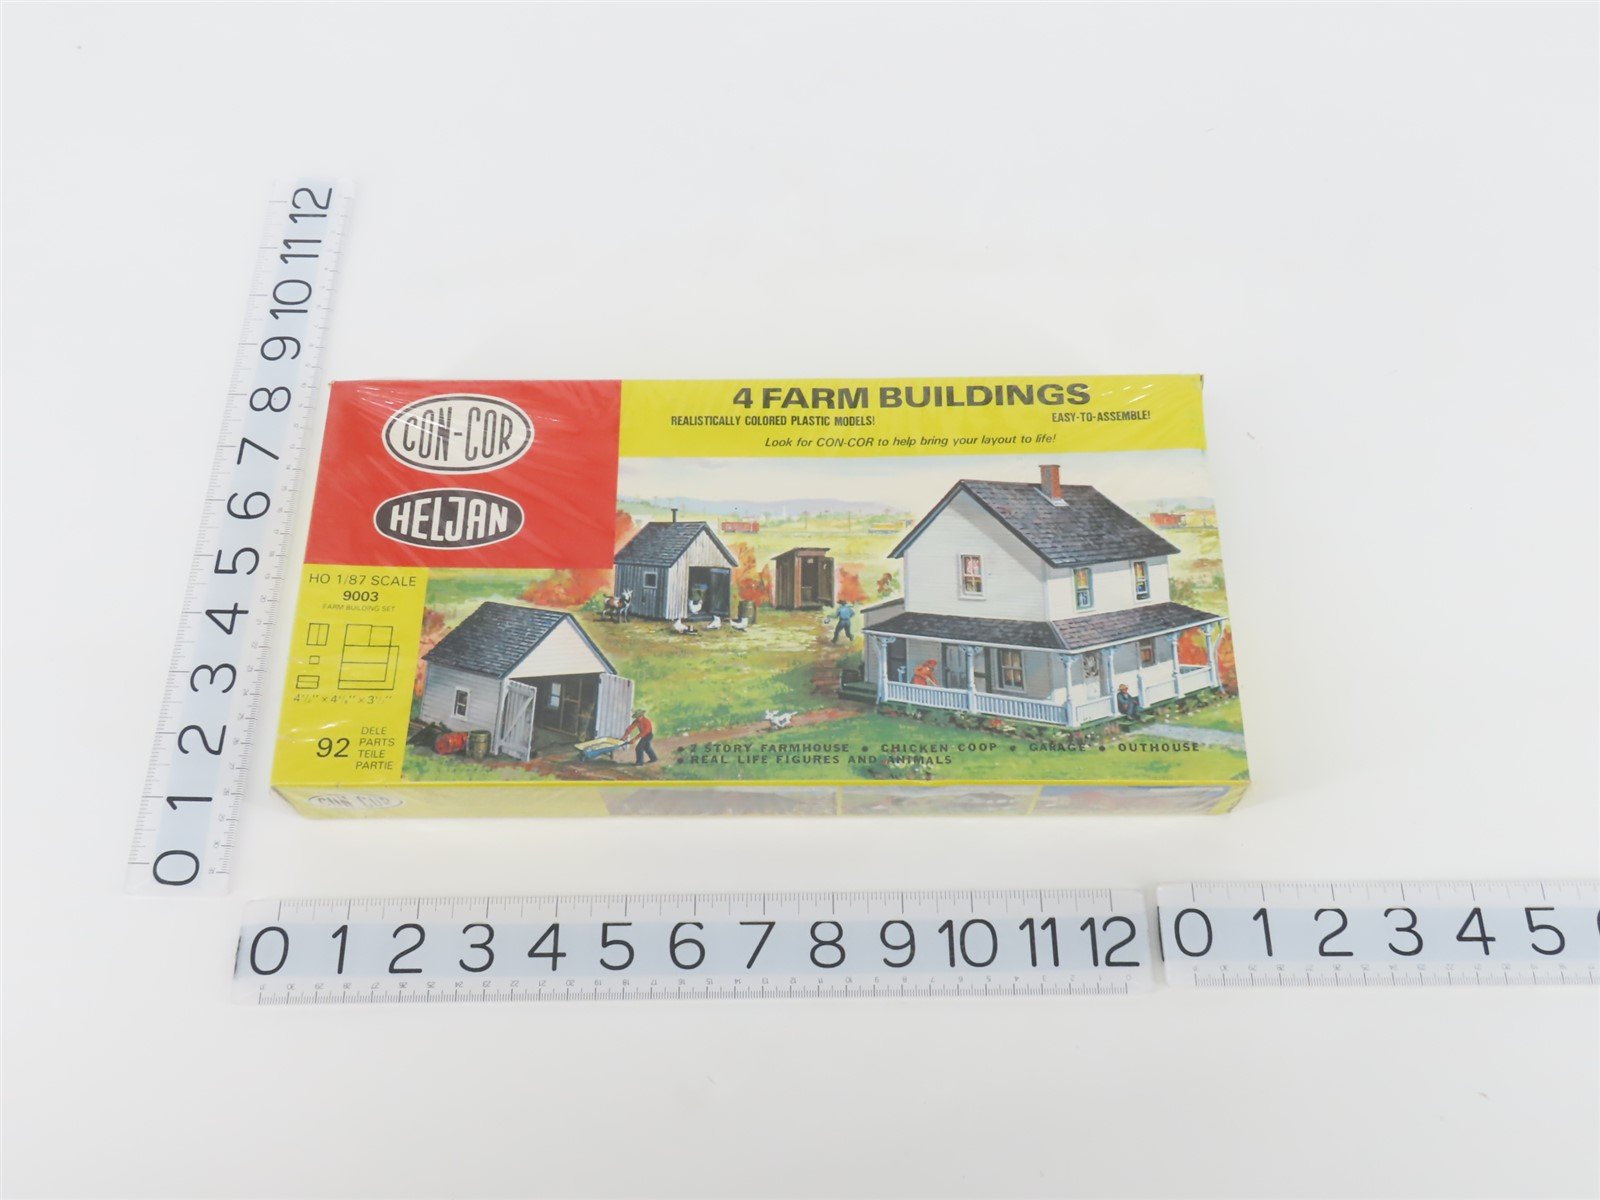 CON-COR
HELJAN
4 FARM BUILDINGS
REALISTICALLY COLORED PLASTIC MODELS!
EASY-TO-ASSEMBLE!
Look for CON-COR to help bring your layout to life!
HO 1/87 SCALE
9003
FARM BUILDING SET
92
DELE
PARTS
TEILE
PARTIE
• 2 STORY FARMHOUSE • CHICKEN COOP • GARAGE • OUTHOUSE
• REAL LIFE FIGURES AND ANIMALS
CON-COR
12
11
10
9
8
7
6
5
4
3
2
1
0
0 1 2 3 4 5 6 7 8 9 10 11 12
0 1 2 3 4 5